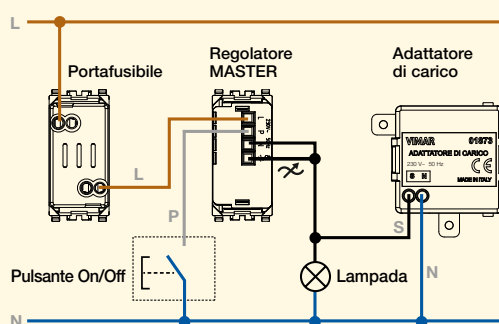 L
Portafusibile
Regolatore
MASTER
Adattatore
di carico
L
P
VIMAR 01873
ADATTATORE DI CARICO
230 V~ 50 Hz
S N
CE
MADE IN ITALY
L
P
S
N
Pulsante On/Off
Lampada
N